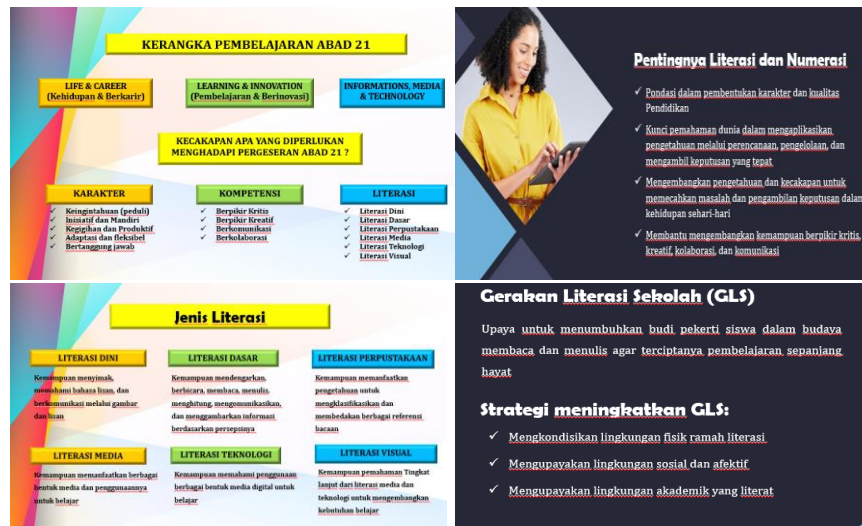 KERANGKA PEMBELAJARAN ABAD 21
LIFE & CAREER
(Kehidupan & Berkarir)
LEARNING & INNOVATION
(Pembelajaran & Berinovasi)
INFORMATIONS, MEDIA
& TECHNOLOGY
KECAKAPAN APA YANG DIPERLUKAN
MENGHADAPI PERGESERAN ABAD 21 ?
KARAKTER
✓ Keingintahuan (peduli)
✓ Inisiatif dan Mandiri
✓ Kegigihan dan Produktif
✓ Adaptasi dan fleksibel
✓ Bertanggung jawab
KOMPETENSI
✓ Berpikir Kritis
✓ Berpikir Kreatif
✓ Berkomunikasi
✓ Berkolaborasi
LITERASI
✓ Literasi Dini
✓ Literasi Dasar
✓ Literasi Perpustakaan
✓ Literasi Media
✓ Literasi Teknologi
✓ Literasi Visual
Pentingnya Literasi dan Numerasi
✓ Pondasi dalam pembentukan karakter dan kualitas
Pendidikan
✓ Kunci pemahaman dunia dalam mengaplikasikan
pengetahuan melalui perencanaan, pengelolaan, dan
mengambil keputusan yang tepat
✓ Mengembangkan pengetahuan dan kecakapan untuk
memecahkan masalah dan pengambilan keputusan dalam
kehidupan sehari-hari
✓ Membantu mengembangkan kemampuan berpikir kritis,
kreatif, kolaborasi, dan komunikasi
Jenis Literasi
LITERASI DINI
Kemampuan menyimak,
memahami bahasa lisan, dan
berkomunikasi melalui gambar
dan lisan
LITERASI DASAR
Kemampuan mendengarkan,
berbicara, membaca, menulis,
menghitung, mengomunikasikan,
dan menggambarkan informasi
berdasarkan persepsinya
LITERASI PERPUSTAKAAN
Kemampuan memanfaatkan
pengetahuan untuk
mengklasifikasikan dan
membedakan berbagai referensi
bacaan
LITERASI MEDIA
Kemampuan memanfaatkan berbagai
bentuk media dan penggunaannya
untuk belajar
LITERASI TEKNOLOGI
Kemampuan memahami penggunaan
berbagai bentuk media digital untuk
belajar
LITERASI VISUAL
Kemampuan pemahaman Tingkat
lanjut dari literasi media dan
teknologi untuk mengembangkan
kebutuhan belajar
Gerakan Literasi Sekolah (GLS)
Upaya untuk menumbuhkan budi pekerti siswa dalam budaya
membaca dan menulis agar terciptanya pembelajaran sepanjang
hayat
Strategi meningkatkan GLS:
✓ Mengkondisikan lingkungan fisik ramah literasi
✓ Mengupayakan lingkungan sosial dan afektif
✓ Mengupayakan lingkungan akademik yang literat